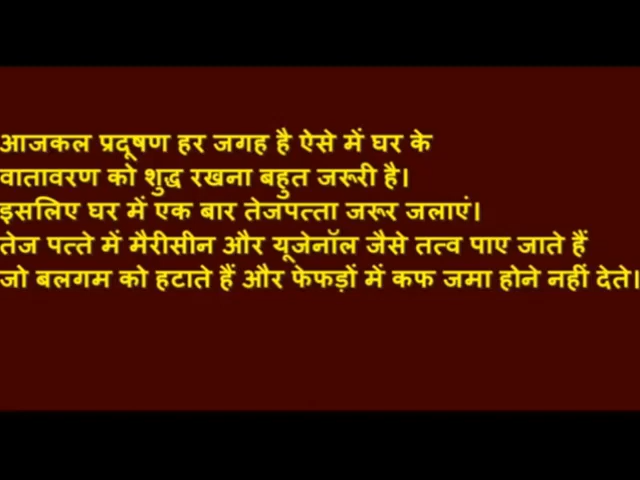 आजकल प्रदूषण हर जगह है ऐसे में घर के
वातावरण को शुद्ध रखना बहुत जरूरी है।
इसलिए घर में एक बार तेजपत्ता जरूर जलाएं।
तेज पत्ते में मैरीसीन और यूजेनॉल जैसे तत्व पाए जाते हैं
जो बलगम को हटाते हैं और फेफड़ों में कफ जमा होने नहीं देते।